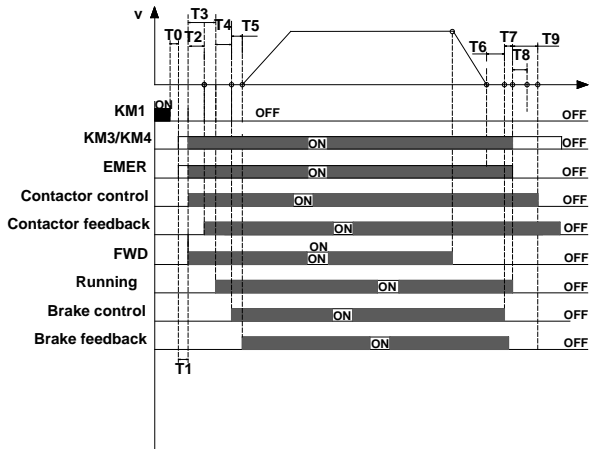 v
T3
T0
T2
T4
T5
T6
T7
T8
T9
KM1
ON
OFF
OFF
KM3/KM4
ON
OFF
EMER
ON
OFF
Contactor control
ON
OFF
Contactor feedback
ON
OFF
FWD
ON
ON
OFF
Running
ON
OFF
Brake control
ON
OFF
Brake feedback
ON
OFF
T1